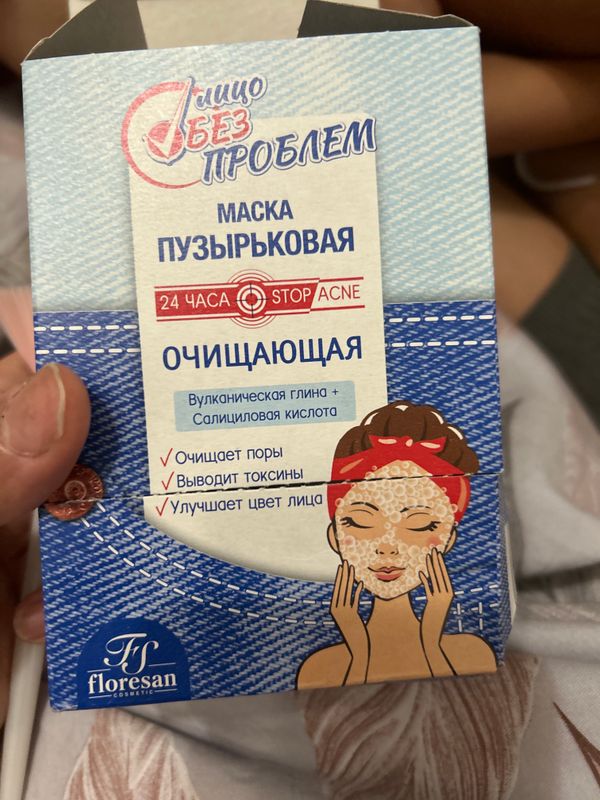 лицо
БЕЗ
ПРОБЛЕМ
МАСКА
ПУЗЫРЬКОВАЯ
24 ЧАСА STOP ACNE
ОЧИЩАЮЩАЯ
Вулканическая глина +
Салициловая кислота
Очищает поры
Выводит токсины
Улучшает цвет лица
FS
floresan
COSMETIC